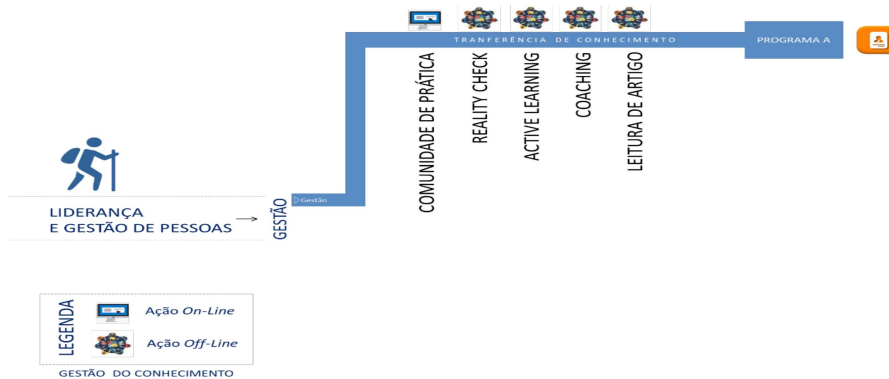 TRANFERÊNCIA DE CONHECIMENTO
PROGRAMA A
COMUNIDADE DE PRÁTICA
REALITY CHECK
ACTIVE LEARNING
COACHING
LEITURA DE ARTIGO
LIDERANÇA
E GESTÃO DE PESSOAS
GESTÃO
Gestão
LEGENDA
Ação On-Line
Ação Off-Line
GESTÃO DO CONHECIMENTO